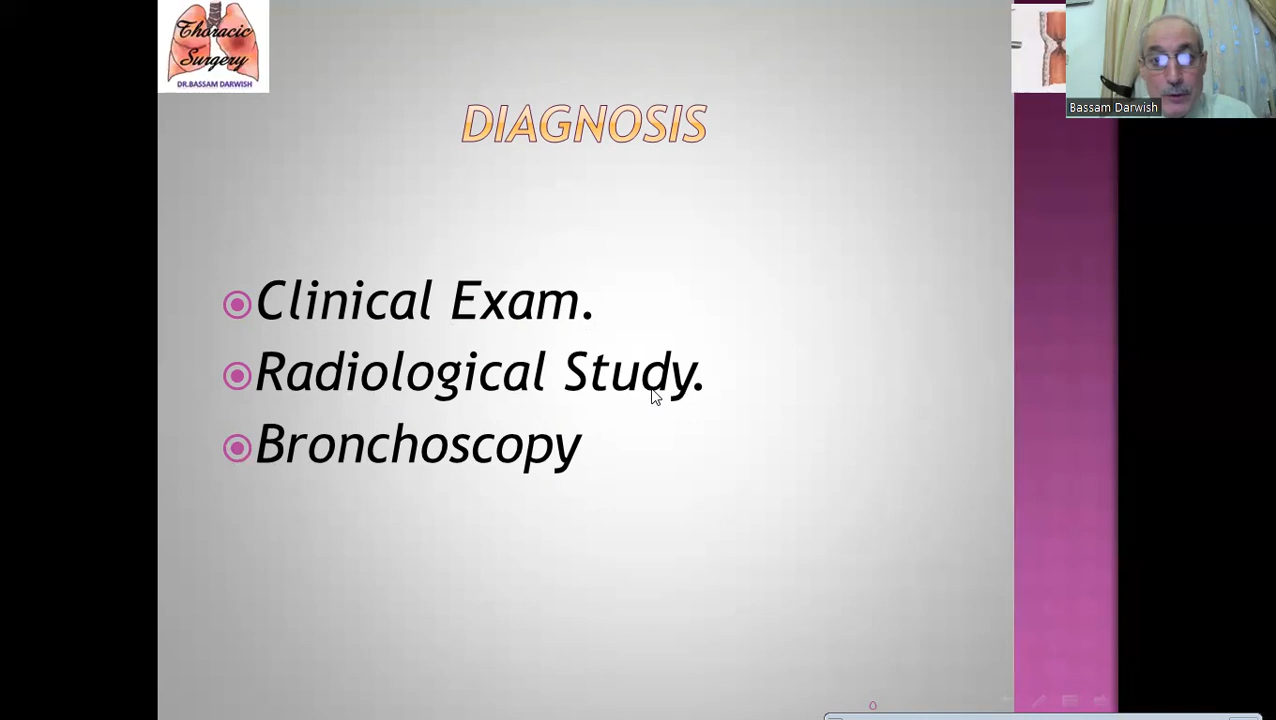 Thoracic
Surgery
DR.BASSAM DARWISH
Bassam Darwish
DIAGNOSIS
Clinical Exam.
Radiological Study.
Bronchoscopy